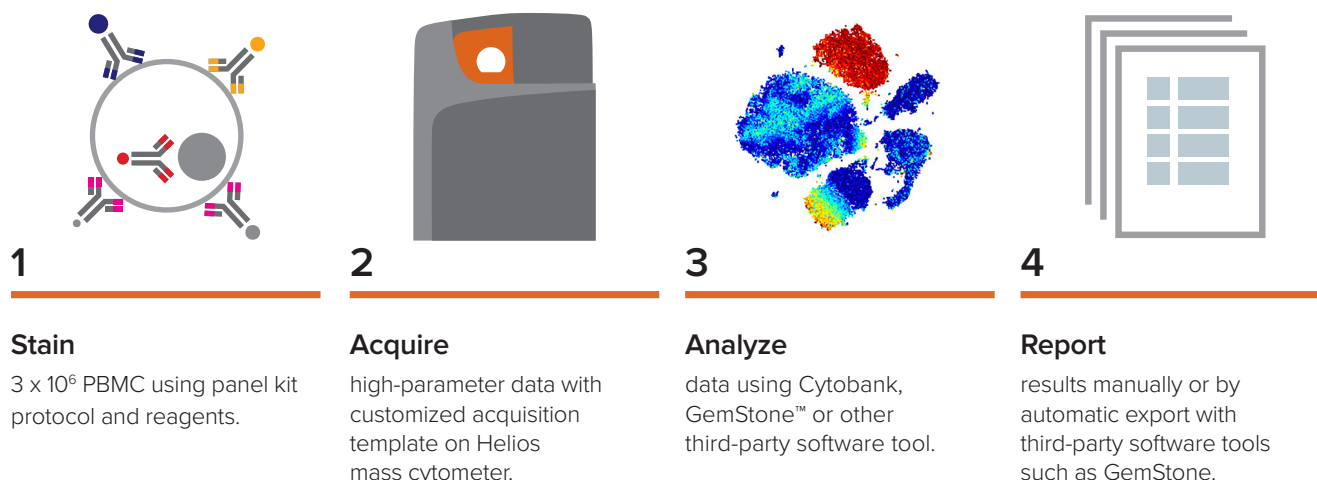 1
Stain
3 x 10⁶ PBMC using panel kit
protocol and reagents.
2
Acquire
high-parameter data with
customized acquisition
template on Helios
mass cytometer.
3
Analyze
data using Cytobank,
GemStone™ or other
third-party software tool.
4
Report
results manually or by
automatic export with
third-party software tools
such as GemStone.